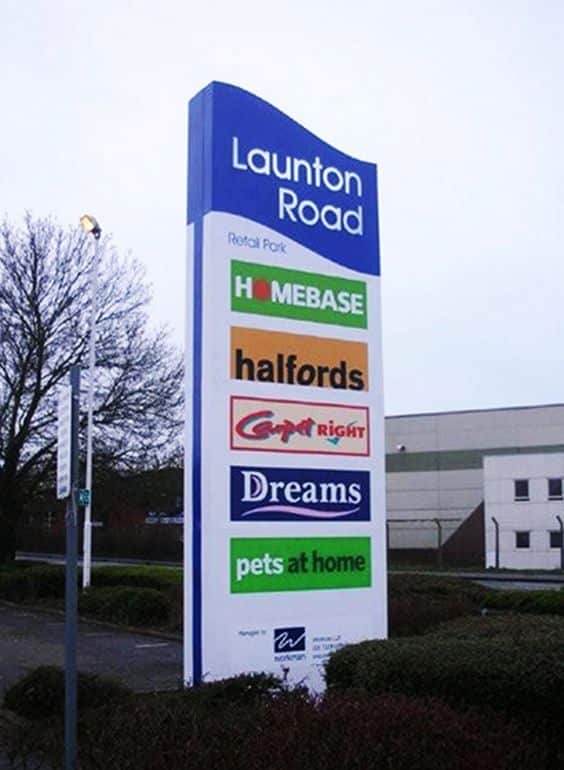 Launton
Road
Retail Park
HOMEBASE
halfords
Carpet RIGHT
Dreams
pets at home
Managed by
WORKMAN